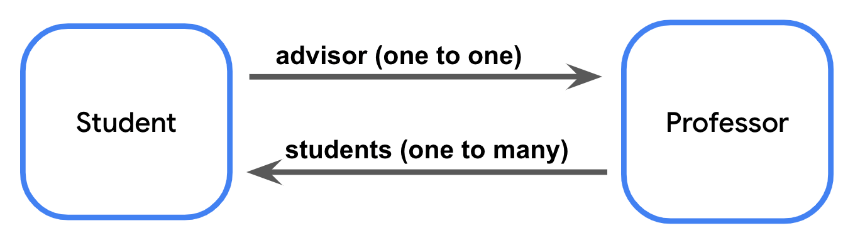 advisor (one to one)
Student
Professor
students (one to many)